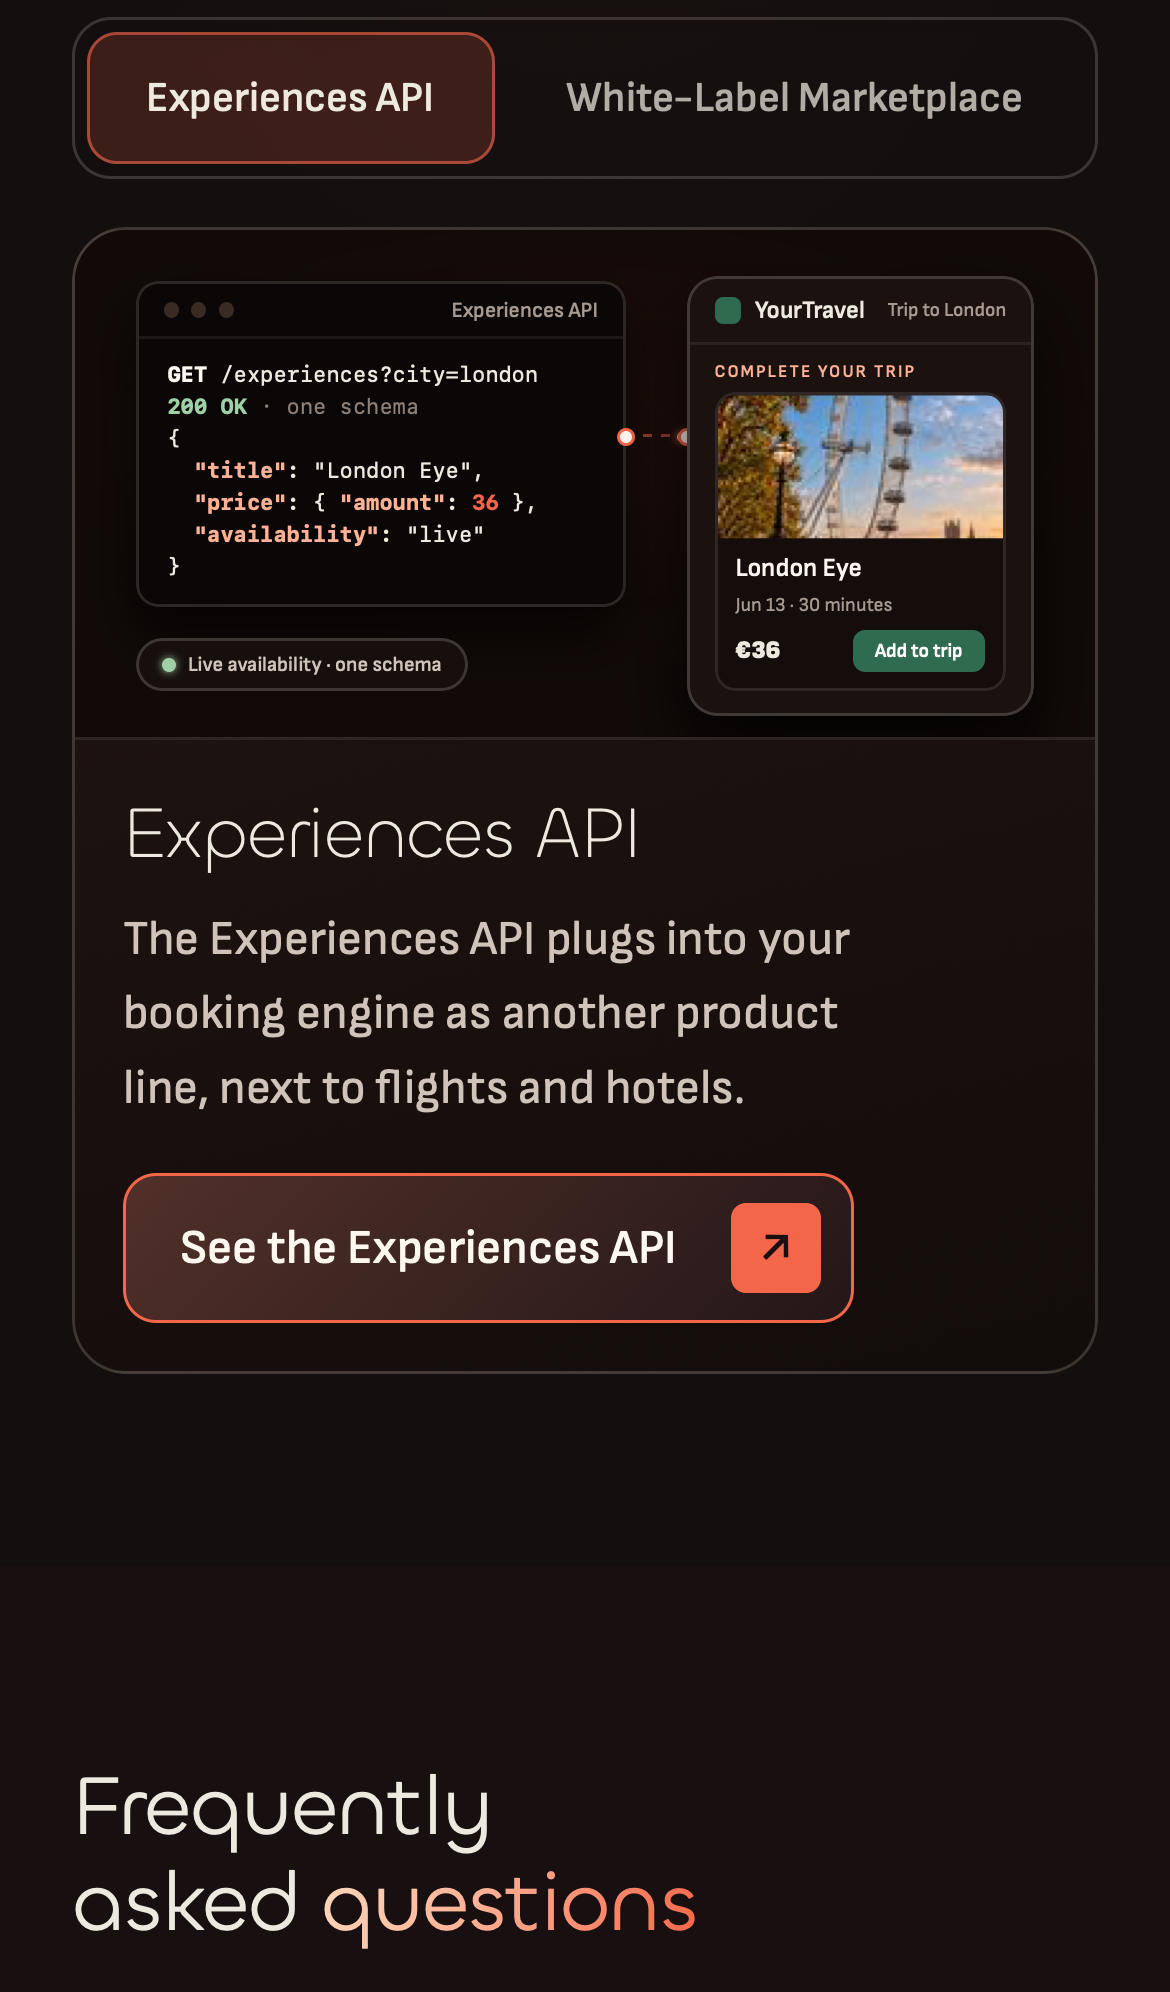 Experiences API
White-Label Marketplace
Experiences API
GET /experiences?city=london
200 OK · one schema
{
"title": "London Eye",
"price": { "amount": 36 },
"availability": "live"
}
Live availability · one schema
YourTravel
Trip to London
COMPLETE YOUR TRIP
London Eye
Jun 13 · 30 minutes
€36
Add to trip
Experiences API
The Experiences API plugs into your
booking engine as another product
line, next to flights and hotels.
See the Experiences API
Frequently
asked questions